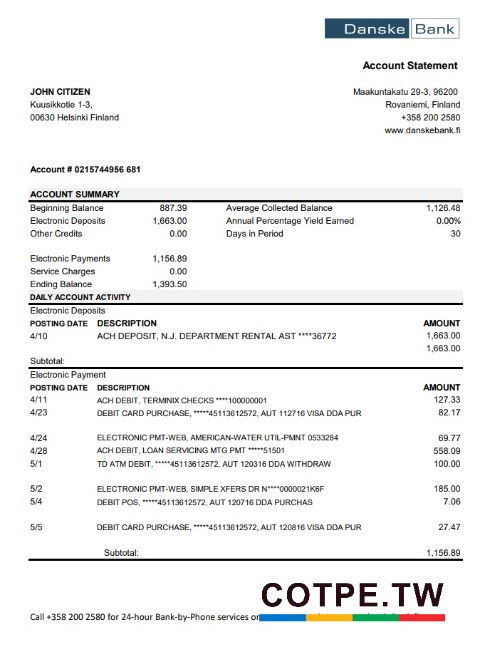 Danske Bank
Account Statement
JOHN CITIZEN
Kuusikkotie 1-3,
00630 Helsinki Finland
Maakuntakatu 29-3, 96200
Rovaniemi, Finland
+358 200 2580
www.danskebank.fi
Account # 0215744956 681
ACCOUNT SUMMARY
Beginning Balance 887.39 Average Collected Balance 1,126.48
Electronic Deposits 1,663.00 Annual Percentage Yield Earned 0.00%
Other Credits 0.00 Days in Period 30
Electronic Payments 1,156.89
Service Charges 0.00
Ending Balance 1,393.50
DAILY ACCOUNT ACTIVITY
Electronic Deposits
POSTING DATE DESCRIPTION AMOUNT
4/10 ACH DEPOSIT, N.J. DEPARTMENT RENTAL AST ****36772 1,663.00
1,663.00
Subtotal:
Electronic Payment
POSTING DATE DESCRIPTION AMOUNT
4/11 ACH DEBIT, TERMINIX CHECKS ****100000001 127.33
4/23 DEBIT CARD PURCHASE, *****45113612572, AUT 112716 VISA DDA PUR 82.17
4/24 ELECTRONIC PMT-WEB, AMERICAN-WATER UTIL-PMNT 0533284 69.77
4/28 ACH DEBIT, LOAN SERVICING MTG PMT *****51501 558.09
5/1 TD ATM DEBIT, *****45113612572, AUT 120316 DDA WITHDRAW 100.00
5/2 ELECTRONIC PMT-WEB, SIMPLE XFERS DR N****0000021K6F 185.00
5/4 DEBIT POS, *****45113612572, AUT 120716 DDA PURCHAS 7.06
5/5 DEBIT CARD PURCHASE, *****45113612572, AUT 120816 VISA DDA PUR 27.47
Subtotal: 1,156.89
COTPE.TW
Call +358 200 2580 for 24-hour Bank-by-Phone services or